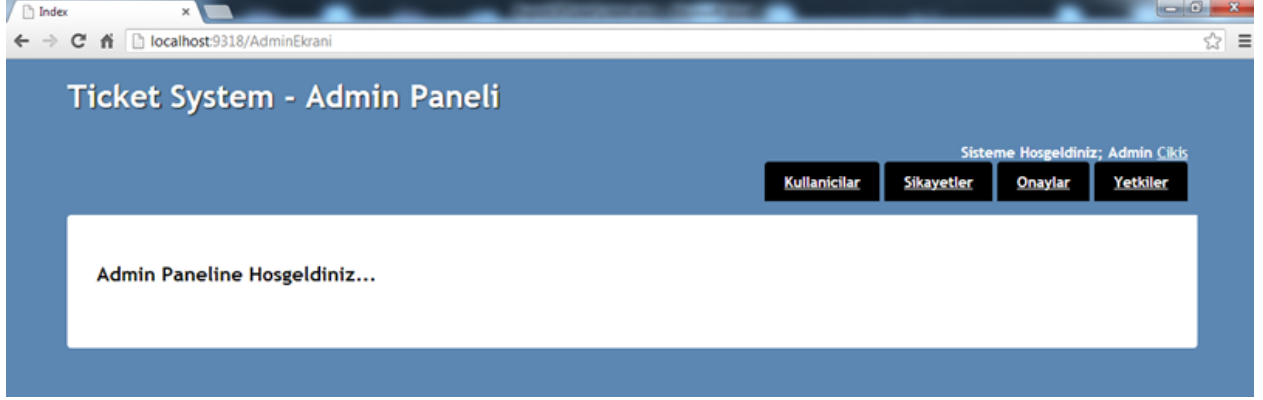 Index
localhost:9318/AdminEkrani
Ticket System - Admin Paneli
Sisteme Hosgeldiniz; Admin Cikis
Kullanicilar Sikayetler Onaylar Yetkiler
Admin Paneline Hosgeldiniz...